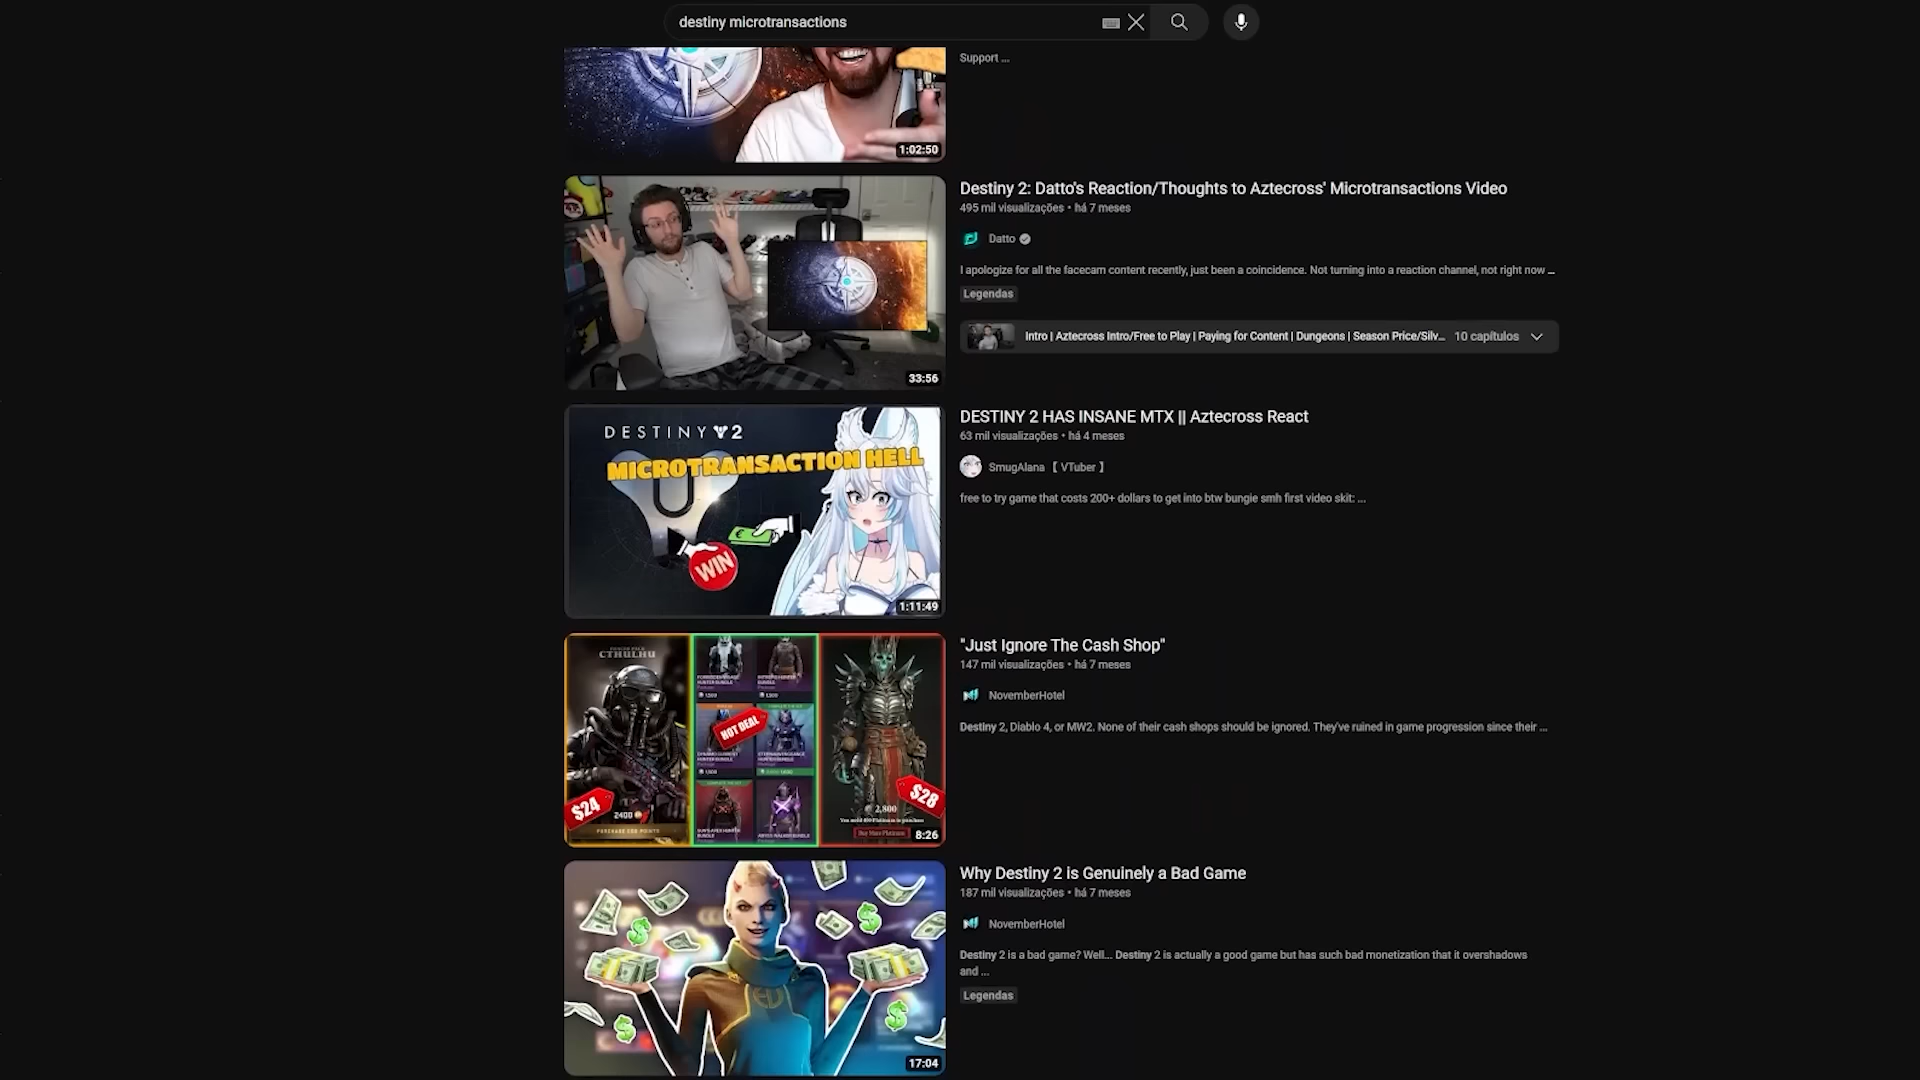 destiny microtransactions
Support ...
1:02:50
Destiny 2: Datto's Reaction/Thoughts to Aztecross' Microtransactions Video
495 mil visualizações • há 7 meses
Datto
I apologize for all the facecam content recently, just been a coincidence. Not turning into a reaction channel, not right now ...
Legendas
Intro | Aztecross Intro/Free to Play | Paying for Content | Dungeons | Season Price/Silv... 10 capítulos
33:56
DESTINY 2
MICROTRANSACTION HELL
WIN
1:11:49
DESTINY 2 HAS INSANE MTX || Aztecross React
63 mil visualizações • há 4 meses
SmugAlana 【 VTuber 】
free to try game that costs 200+ dollars to get into btw bungie smh first video skit: ...
CTHULHU
HOT DEAL
$24
2400
$28
2,800
8:26
"Just Ignore The Cash Shop"
147 mil visualizações • há 7 meses
NovemberHotel
Destiny 2, Diablo 4, or MW2. None of their cash shops should be ignored. They've ruined in game progression since their ...
17:04
Why Destiny 2 is Genuinely a Bad Game
187 mil visualizações • há 7 meses
NovemberHotel
Destiny 2 is a bad game? Well... Destiny 2 is actually a good game but has such bad monetization that it overshadows
and ...
Legendas